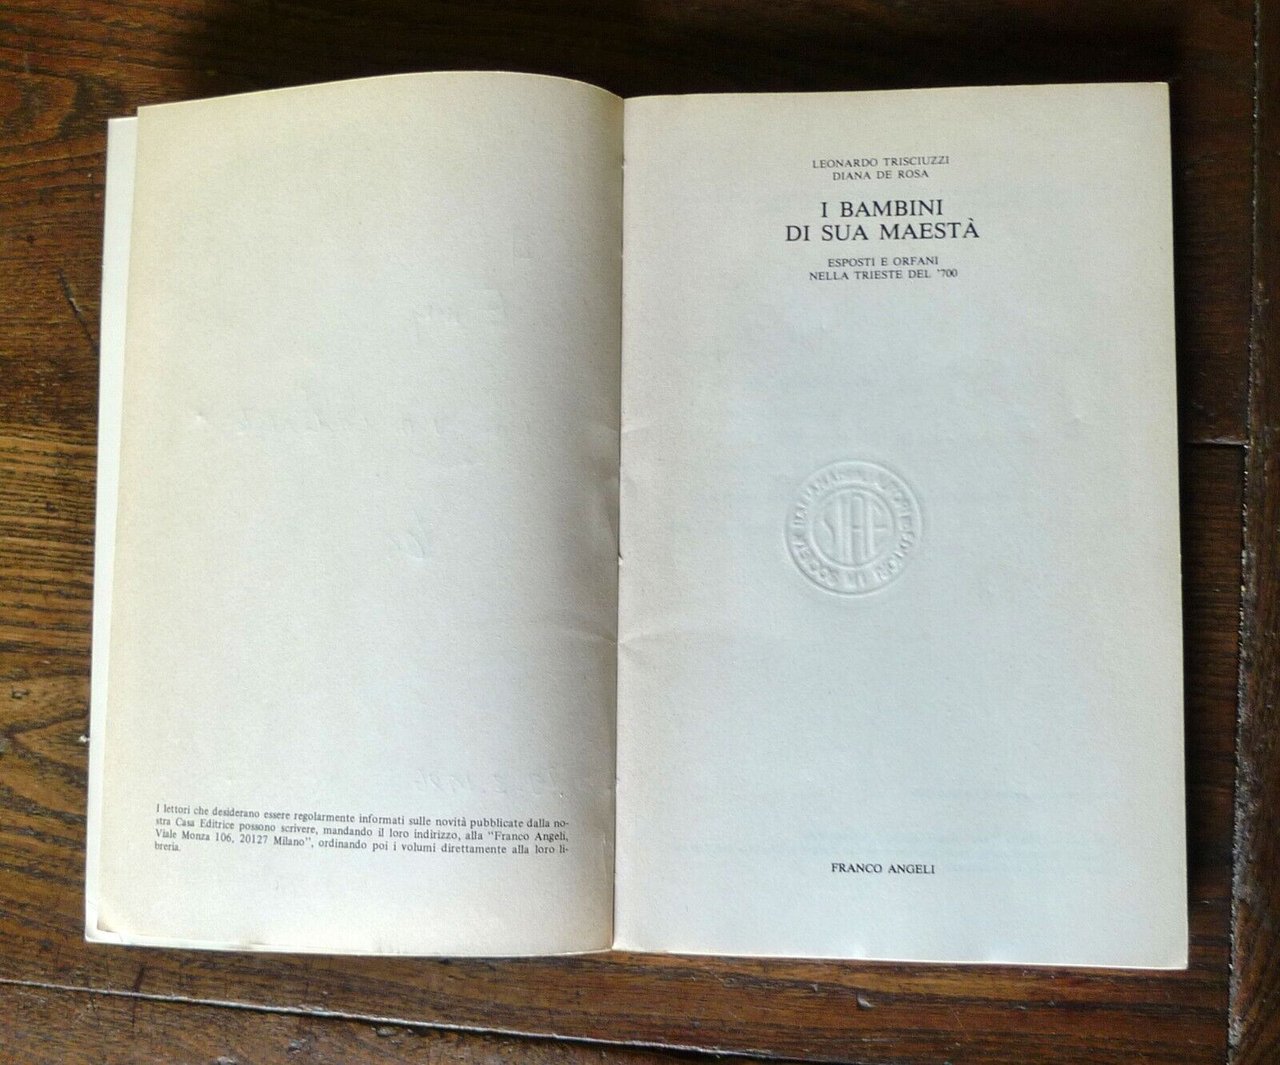 I lettori che desiderano essere regolarmente informati sulle novità pubblicate dalla no-
stra Casa Editrice possono scrivere, mandando il loro indirizzo, alla "Franco Angeli,
Viale Monza 106, 20127 Milano", ordinando poi i volumi direttamente alla loro li-
breria.
LEONARDO TRISCIUZZI
DIANA DE ROSA
I BAMBINI
DI SUA MAESTÀ
ESPOSTI E ORFANI
NELLA TRIESTE DEL '700
SIAE
FRANCO ANGELI